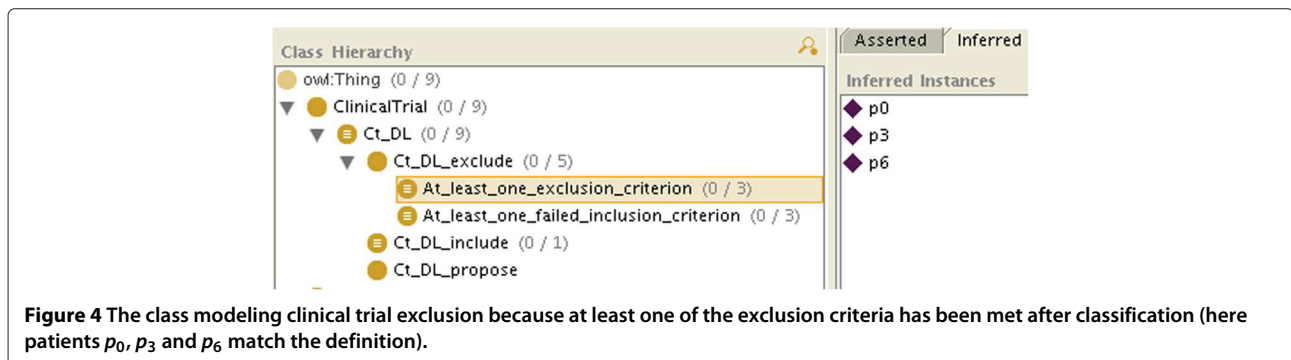 Class Hierarchy
owl:Thing (0 / 9)
ClinicalTrial (0 / 9)
Ct_DL (0 / 9)
Ct_DL_exclude (0 / 5)
At_least_one_exclusion_criterion (0 / 3)
At_least_one_failed_inclusion_criterion (0 / 3)
Ct_DL_include (0 / 1)
Ct_DL_propose
Asserted Inferred
Inferred Instances
p0
p3
p6
Figure 4 The class modeling clinical trial exclusion because at least one of the exclusion criteria has been met after classification (here
patients p0, p3 and p6 match the definition).